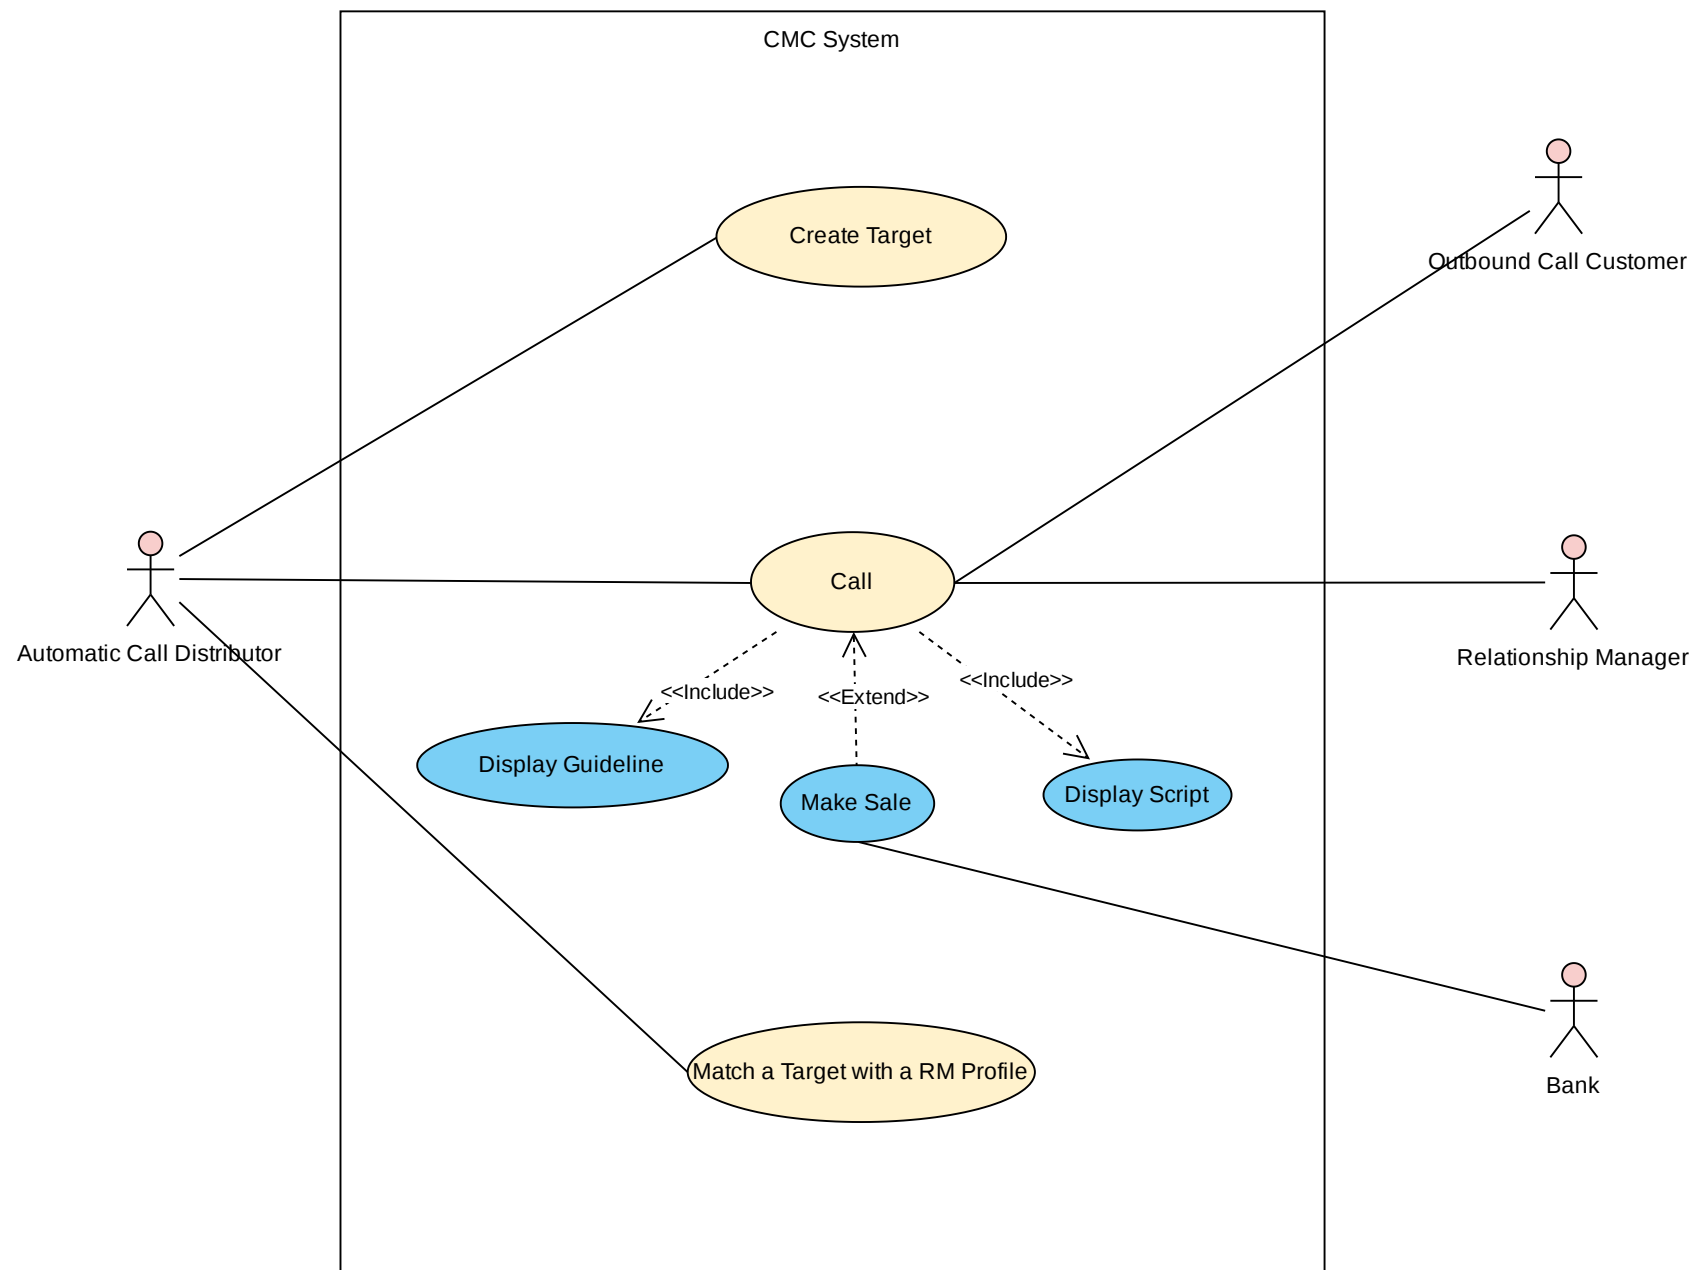 CMC System
Create Target
Outbound Call Customer
Call
Automatic Call Distributor
Relationship Manager
<<Include>>
<<Extend>>
<<Include>>
Display Guideline
Make Sale
Display Script
Match a Target with a RM Profile
Bank